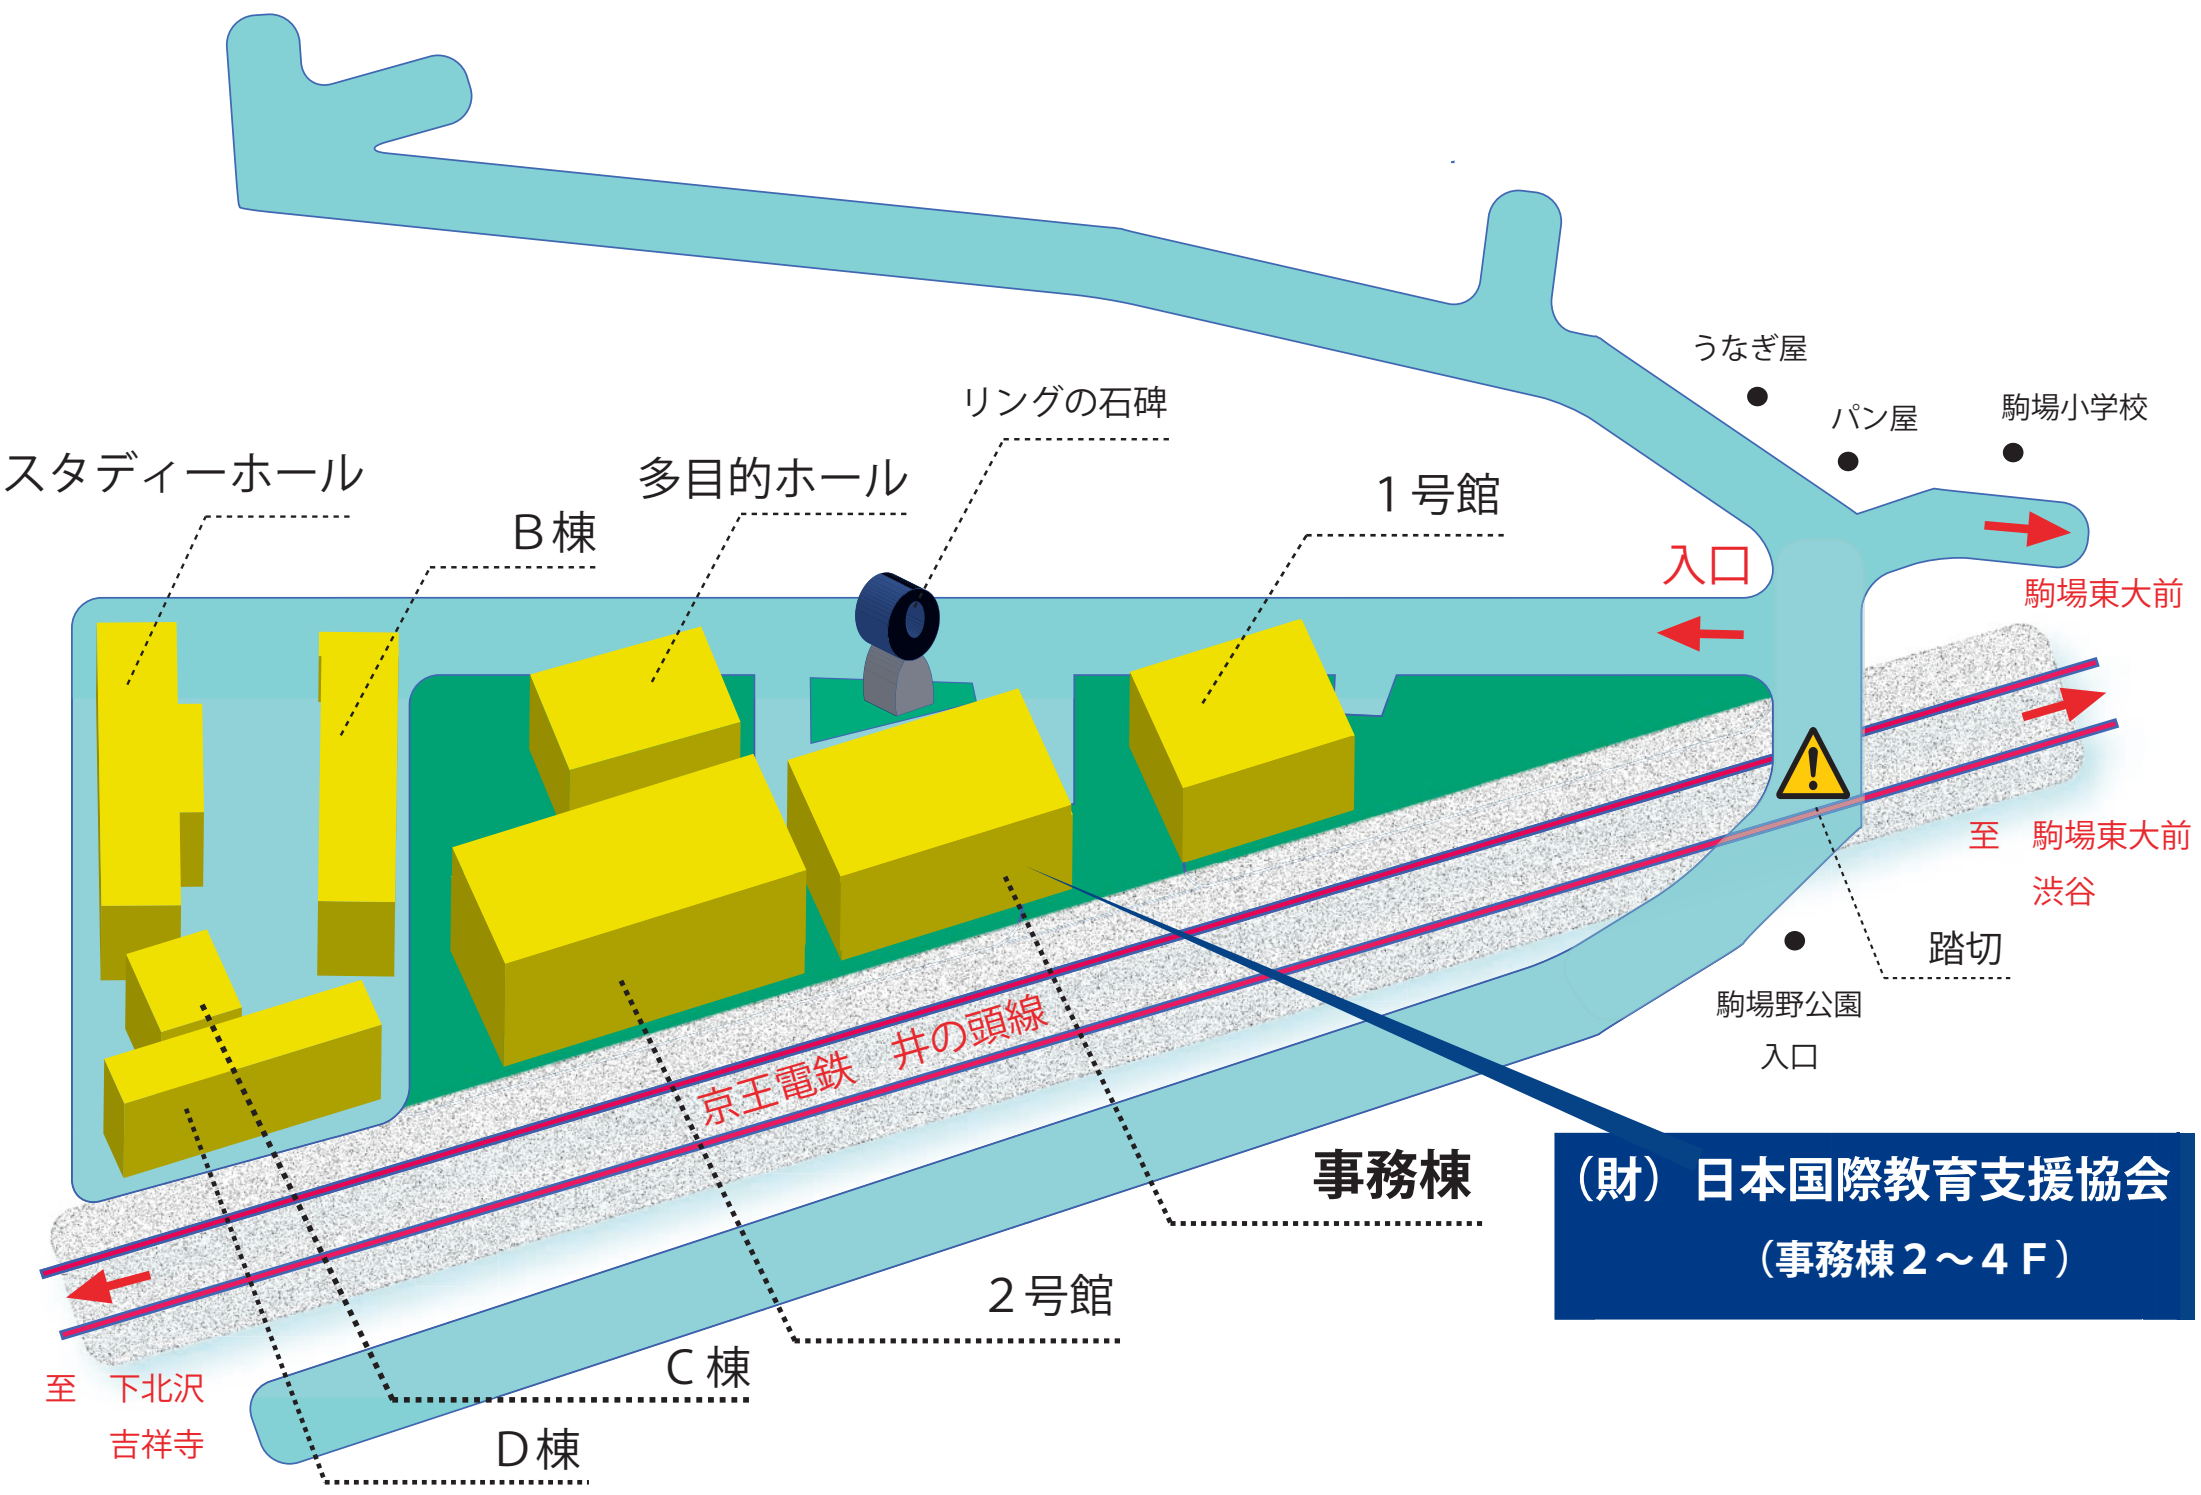 うなぎ屋
リングの石碑
パン屋
駒場小学校
スタディーホール
多目的ホール
１号館
Ｂ棟
入口
駒場東大前
至　駒場東大前
渋谷
踏切
駒場野公園
入口
京王電鉄　井の頭線
事務棟
（財）日本国際教育支援協会
（事務棟２～４Ｆ）
２号館
Ｃ棟
至　下北沢
吉祥寺
Ｄ棟